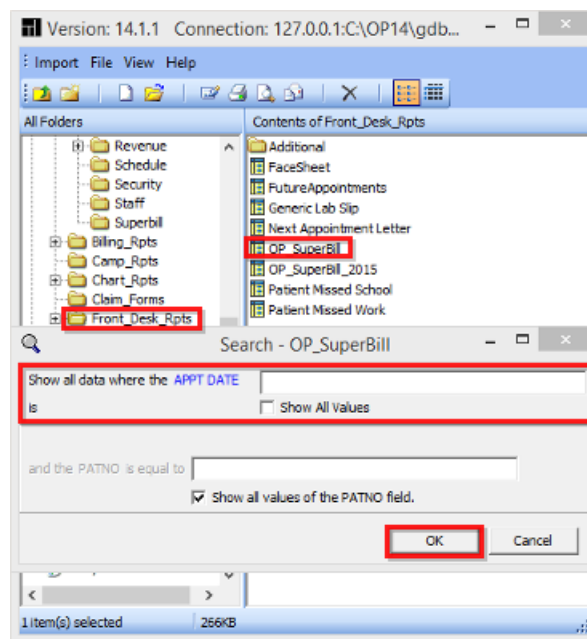 Version: 14.1.1 Connection: 127.0.0.1:C:\OP14\gdb...
Import File View Help
All Folders
Contents of Front_Desk_Rpts
Revenue
Schedule
Security
Staff
Superbill
Billing_Rpts
Camp_Rpts
Chart_Rpts
Claim_Forms
Front_Desk_Rpts
Additional
FaceSheet
FutureAppointments
Generic Lab Slip
Next Appointment Letter
OP_SuperBill
OP_SuperBill_2015
Patient Missed School
Patient Missed Work
Search - OP_SuperBill
Show all data where the APPT DATE
is
Show All Values
and the PATNO is equal to
Show all values of the PATNO field.
OK
Cancel
1 item(s) selected
266KB